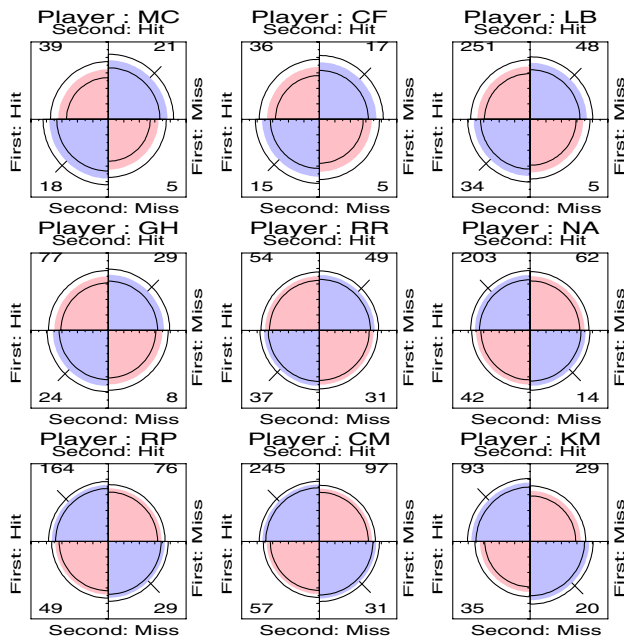 Player : MC Player : CF Player : LB
Second: Hit Second: Hit Second: Hit
39 21 36 17 251 48
First: Hit First: Miss First: Hit First: Miss First: Hit First: Miss
18 5 15 5 34 5
Second: Miss Second: Miss Second: Miss
Player : GH Player : RR Player : NA
Second: Hit Second: Hit Second: Hit
77 29 54 49 203 62
First: Hit First: Miss First: Hit First: Miss First: Hit First: Miss
24 8 37 31 42 14
Second: Miss Second: Miss Second: Miss
Player : RP Player : CM Player : KM
Second: Hit Second: Hit Second: Hit
164 76 245 97 93 29
First: Hit First: Miss First: Hit First: Miss First: Hit First: Miss
49 29 57 31 35 20
Second: Miss Second: Miss Second: Miss